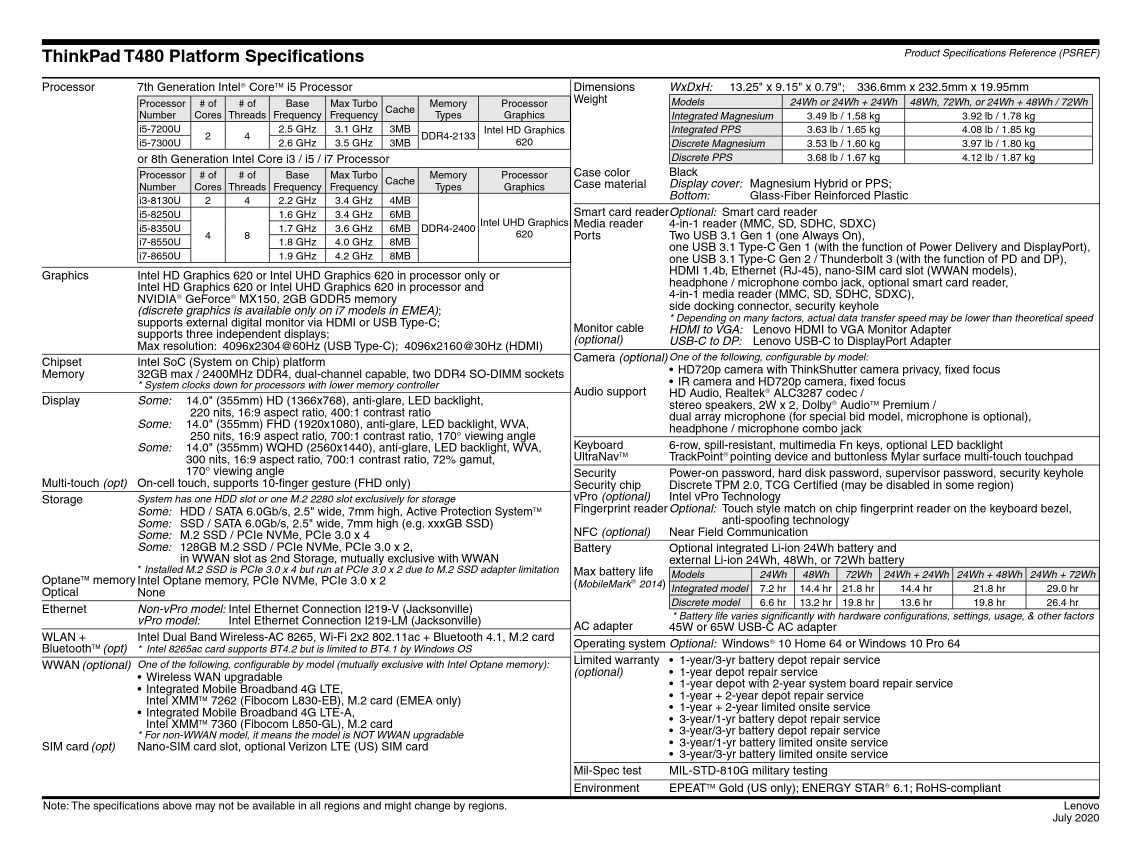 ThinkPad T480 Platform Specifications
Product Specifications Reference (PSREF)
Processor
7th Generation Intel® Core™ i5 Processor
Processor Number | # of Cores | # of Threads | Base Frequency | Max Turbo Frequency | Cache | Memory Types | Processor Graphics
i5-7200U | 2 | 4 | 2.5 GHz | 3.1 GHz | 3MB | DDR4-2133 | Intel HD Graphics 620
i5-7300U | 2.6 GHz | 3.5 GHz | 3MB
or 8th Generation Intel Core i3 / i5 / i7 Processor
Processor Number | # of Cores | # of Threads | Base Frequency | Max Turbo Frequency | Cache | Memory Types | Processor Graphics
i3-8130U | 2 | 4 | 2.2 GHz | 3.4 GHz | 4MB | DDR4-2400 | Intel UHD Graphics 620
i5-8250U | 4 | 8 | 1.6 GHz | 3.4 GHz | 6MB
i5-8350U | 1.7 GHz | 3.6 GHz | 6MB
i7-8550U | 1.8 GHz | 4.0 GHz | 8MB
i7-8650U | 1.9 GHz | 4.2 GHz | 8MB
Graphics
Intel HD Graphics 620 or Intel UHD Graphics 620 in processor only or
Intel HD Graphics 620 or Intel UHD Graphics 620 in processor and
NVIDIA® GeForce® MX150, 2GB GDDR5 memory
(discrete graphics is available only on i7 models in EMEA);
supports external digital monitor via HDMI or USB Type-C;
supports three independent displays;
Max resolution: 4096x2304@60Hz (USB Type-C); 4096x2160@30Hz (HDMI)
Chipset Intel SoC (System on Chip) platform
Memory 32GB max / 2400MHz DDR4, dual-channel capable, two DDR4 SO-DIMM sockets
* System clocks down for processors with lower memory controller
Display Some: 14.0" (355mm) HD (1366x768), anti-glare, LED backlight,
220 nits, 16:9 aspect ratio, 400:1 contrast ratio
Some: 14.0" (355mm) FHD (1920x1080), anti-glare, LED backlight, WVA,
250 nits, 16:9 aspect ratio, 700:1 contrast ratio, 170° viewing angle
Some: 14.0" (355mm) WQHD (2560x1440), anti-glare, LED backlight, WVA,
300 nits, 16:9 aspect ratio, 700:1 contrast ratio, 72% gamut,
170° viewing angle
Multi-touch (opt) On-cell touch, supports 10-finger gesture (FHD only)
Storage System has one HDD slot or one M.2 2280 slot exclusively for storage
Some: HDD / SATA 6.0Gb/s, 2.5" wide, 7mm high, Active Protection System™
Some: SSD / SATA 6.0Gb/s, 2.5" wide, 7mm high (e.g. xxxGB SSD)
Some: M.2 SSD / PCIe NVMe, PCIe 3.0 x 4
Some: 128GB M.2 SSD / PCIe NVMe, PCIe 3.0 x 2,
in WWAN slot as 2nd Storage, mutually exclusive with WWAN
* Installed M.2 SSD is PCIe 3.0 x 4 but run at PCIe 3.0 x 2 due to M.2 SSD adapter limitation
Optane™ memory Intel Optane memory, PCIe NVMe, PCIe 3.0 x 2
Optical None
Ethernet Non-vPro model: Intel Ethernet Connection I219-V (Jacksonville)
vPro model: Intel Ethernet Connection I219-LM (Jacksonville)
WLAN + Intel Dual Band Wireless-AC 8265, Wi-Fi 2x2 802.11ac + Bluetooth 4.1, M.2 card
Bluetooth™ (opt) * Intel 8265ac card supports BT4.2 but is limited to BT4.1 by Windows OS
WWAN (optional) One of the following, configurable by model (mutually exclusive with Intel Optane memory):
• Wireless WAN upgradable
• Integrated Mobile Broadband 4G LTE,
Intel XMM™ 7262 (Fibocom L830-EB), M.2 card (EMEA only)
• Integrated Mobile Broadband 4G LTE-A,
Intel XMM™ 7360 (Fibocom L850-GL), M.2 card
* For non-WWAN model, it means the model is NOT WWAN upgradable
SIM card (opt) Nano-SIM card slot, optional Verizon LTE (US) SIM card
Dimensions WxDxH: 13.25" x 9.15" x 0.79"; 336.6mm x 232.5mm x 19.95mm
Weight
Models | 24Wh or 24Wh + 24Wh | 48Wh, 72Wh, or 24Wh + 48Wh / 72Wh
Integrated Magnesium | 3.49 lb / 1.58 kg | 3.92 lb / 1.78 kg
Integrated PPS | 3.63 lb / 1.65 kg | 4.08 lb / 1.85 kg
Discrete Magnesium | 3.53 lb / 1.60 kg | 3.97 lb / 1.80 kg
Discrete PPS | 3.68 lb / 1.67 kg | 4.12 lb / 1.87 kg
Case color Black
Case material Display cover: Magnesium Hybrid or PPS;
Bottom: Glass-Fiber Reinforced Plastic
Smart card reader Optional: Smart card reader
Media reader 4-in-1 reader (MMC, SD, SDHC, SDXC)
Ports Two USB 3.1 Gen 1 (one Always On),
one USB 3.1 Type-C Gen 1 (with the function of Power Delivery and DisplayPort),
one USB 3.1 Type-C Gen 2 / Thunderbolt 3 (with the function of PD and DP),
HDMI 1.4b, Ethernet (RJ-45), nano-SIM card slot (WWAN models),
headphone / microphone combo jack, optional smart card reader,
4-in-1 media reader (MMC, SD, SDHC, SDXC),
side docking connector, security keyhole
* Depending on many factors, actual data transfer speed may be lower than theoretical speed
Monitor cable HDMI to VGA: Lenovo HDMI to VGA Monitor Adapter
(optional) USB-C to DP: Lenovo USB-C to DisplayPort Adapter
Camera (optional) One of the following, configurable by model:
• HD720p camera with ThinkShutter camera privacy, fixed focus
• IR camera and HD720p camera, fixed focus
Audio support HD Audio, Realtek® ALC3287 codec /
stereo speakers, 2W x 2, Dolby® Audio™ Premium /
dual array microphone (for special bid model, microphone is optional),
headphone / microphone combo jack
Keyboard 6-row, spill-resistant, multimedia Fn keys, optional LED backlight
UltraNav™ TrackPoint® pointing device and buttonless Mylar surface multi-touch touchpad
Security Power-on password, hard disk password, supervisor password, security keyhole
Security chip Discrete TPM 2.0, TCG Certified (may be disabled in some region)
vPro (optional) Intel vPro Technology
Fingerprint reader Optional: Touch style match on chip fingerprint reader on the keyboard bezel,
anti-spoofing technology
NFC (optional) Near Field Communication
Battery Optional integrated Li-ion 24Wh battery and
external Li-ion 24Wh, 48Wh, or 72Wh battery
Max battery life
(MobileMark® 2014)
Models | 24Wh | 48Wh | 72Wh | 24Wh + 24Wh | 24Wh + 48Wh | 24Wh + 72Wh
Integrated model | 7.2 hr | 14.4 hr | 21.8 hr | 14.4 hr | 21.8 hr | 29.0 hr
Discrete model | 6.6 hr | 13.2 hr | 19.8 hr | 13.6 hr | 19.8 hr | 26.4 hr
* Battery life varies significantly with hardware configurations, settings, usage, & other factors
AC adapter 45W or 65W USB-C AC adapter
Operating system Optional: Windows® 10 Home 64 or Windows 10 Pro 64
Limited warranty • 1-year/3-yr battery depot repair service
(optional) • 1-year depot repair service
• 1-year depot with 2-year system board repair service
• 1-year + 2-year depot repair service
• 1-year + 2-year limited onsite service
• 3-year/1-yr battery depot repair service
• 3-year/3-yr battery depot repair service
• 3-year/1-yr battery limited onsite service
• 3-year/3-yr battery limited onsite service
Mil-Spec test MIL-STD-810G military testing
Environment EPEAT™ Gold (US only); ENERGY STAR® 6.1; RoHS-compliant
Note: The specifications above may not be available in all regions and might change by regions.
Lenovo
July 2020